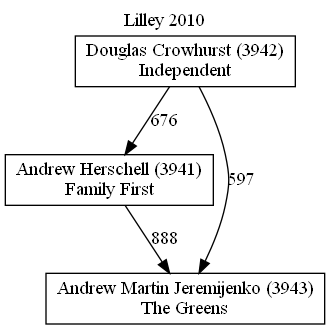 Lilley 2010
Douglas Crowhurst (3942)
Independent
676
Andrew Herschell (3941)
Family First
597
888
Andrew Martin Jeremijenko (3943)
The Greens